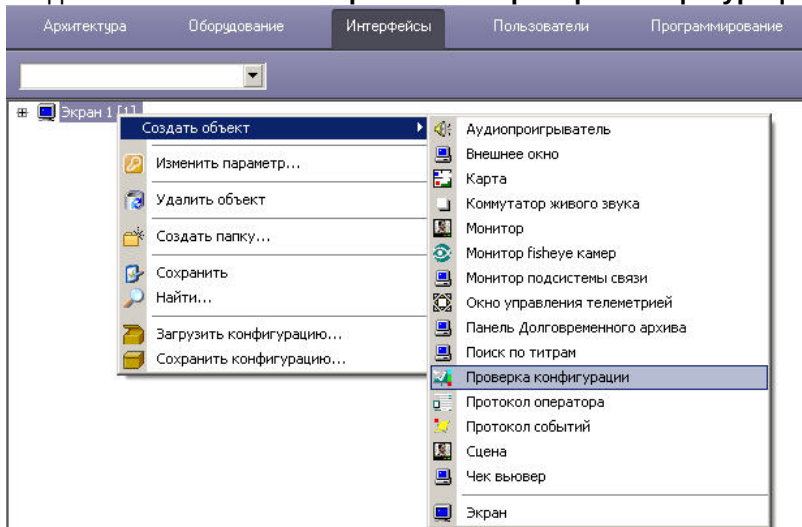 Архитектура Оборудование Интерфейсы Пользователи Программирование
Экран 1 [1]
Создать объект
Изменить параметр...
Удалить объект
Создать папку...
Сохранить
Найти...
Загрузить конфигурацию...
Сохранить конфигурацию...
Аудиопроигрыватель
Внешнее окно
Карта
Коммутатор живого звука
Монитор
Монитор fisheye камер
Монитор подсистемы связи
Окно управления телеметрией
Панель Долговременного архива
Поиск по титрам
Проверка конфигурации
Протокол оператора
Протокол событий
Сцена
Чек вьювер
Экран